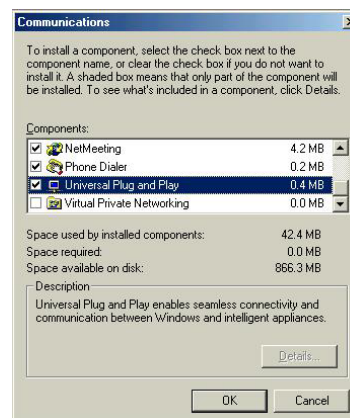 Communications
To install a component, select the check box next to the
component name, or clear the check box if you do not want to
install it. A shaded box means that only part of the component will
be installed. To see what's included in a component, click Details.
Components:
NetMeeting 4.2 MB
Phone Dialer 0.2 MB
Universal Plug and Play 0.4 MB
Virtual Private Networking 0.0 MB
Space used by installed components: 42.4 MB
Space required: 0.0 MB
Space available on disk: 866.3 MB
Description
Universal Plug and Play enables seamless connectivity and
communication between Windows and intelligent appliances.
Details...
OK Cancel